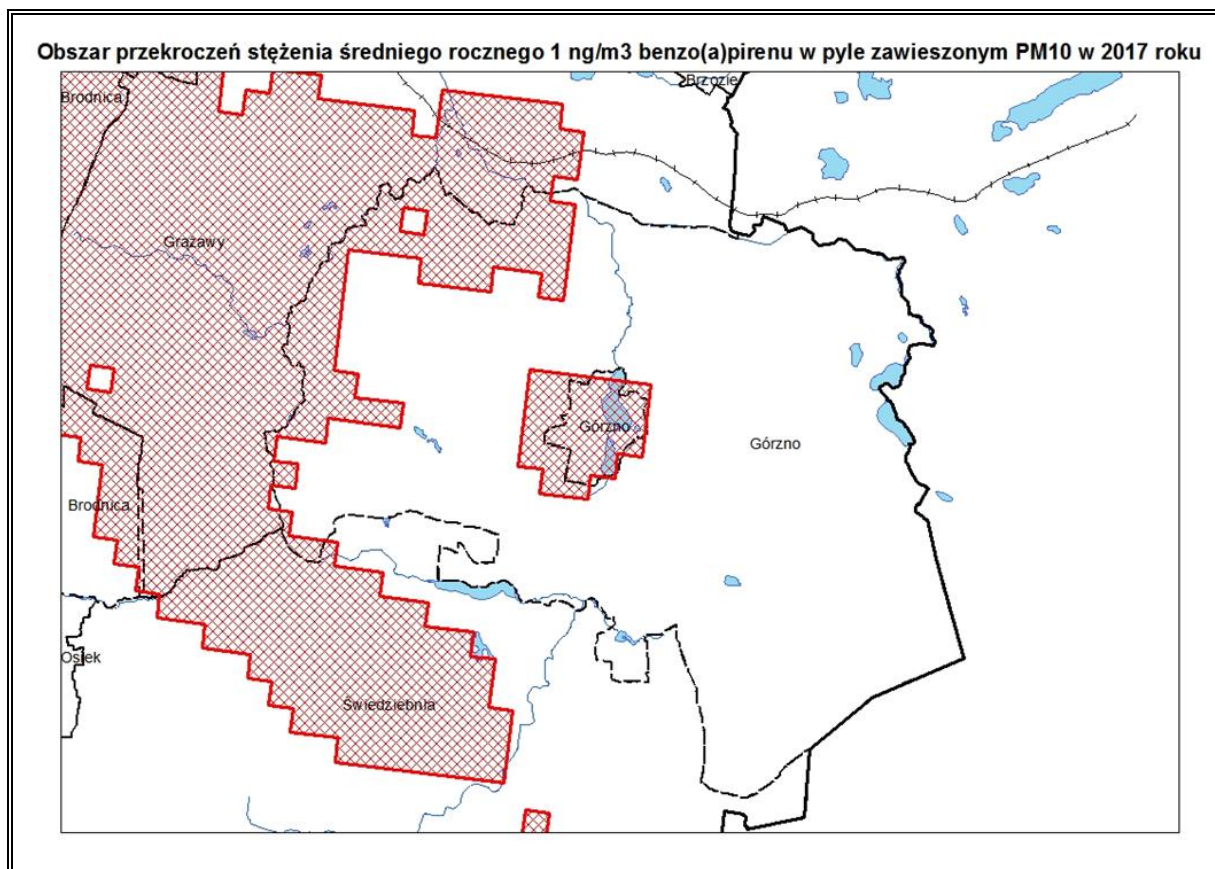 Obszar przekroczeń stężenia średniego rocznego 1 ng/m3 benzo(a)pirenu w pyle zawieszonym PM10 w 2017 roku
Brzozie
Brodnica
Grążawy
Górzno
Górzno
Brodnica
Osiek
Świedziebnia